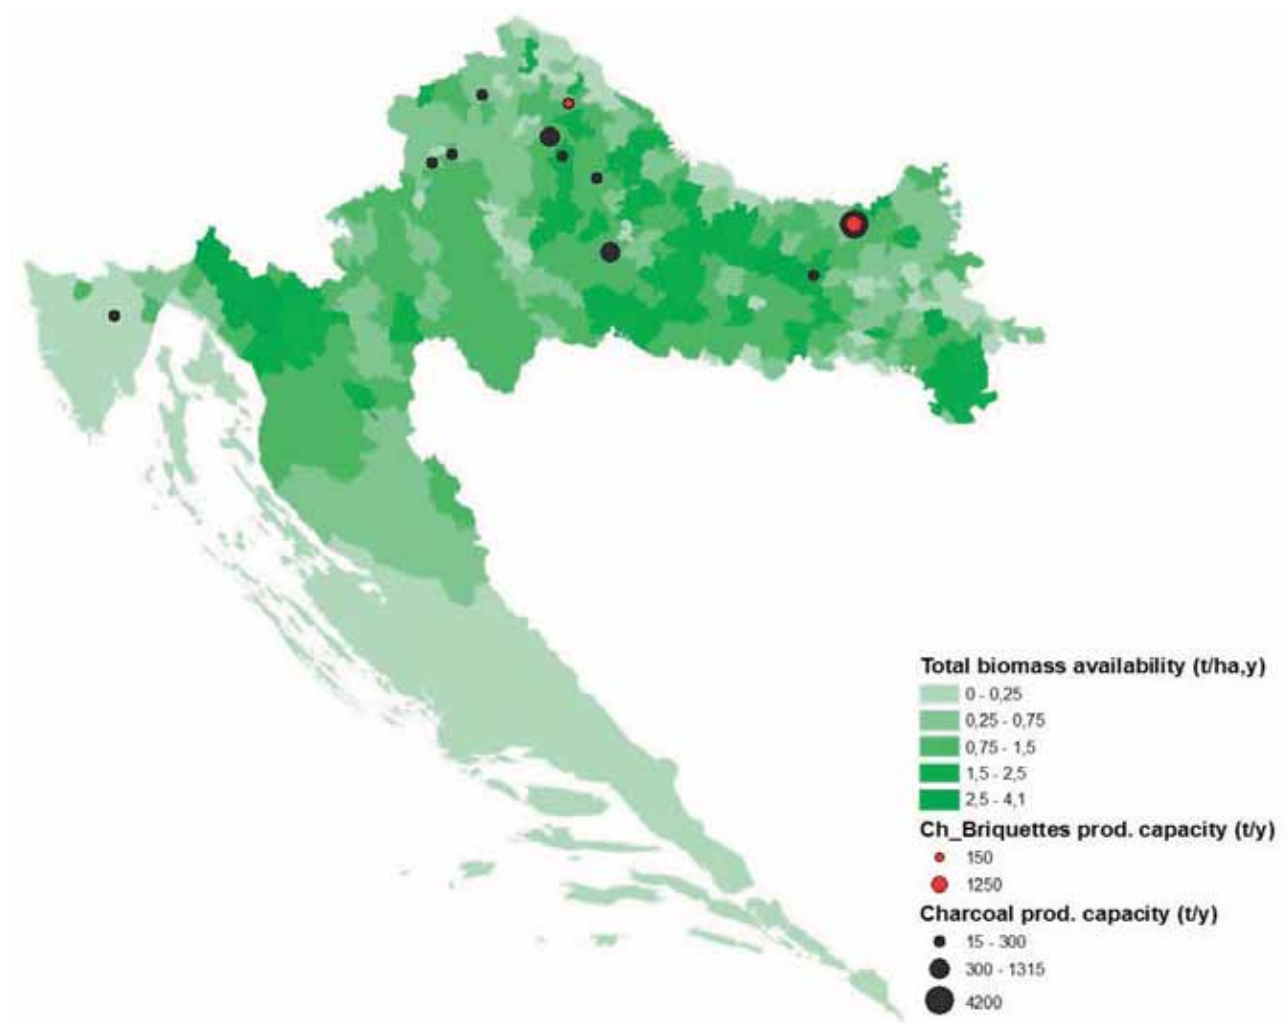 Total biomass availability (t/ha,y)
0 - 0,25
0,25 - 0,75
0,75 - 1,5
1,5 - 2,5
2,5 - 4,1
Ch_Briquettes prod. capacity (t/y)
150
1250
Charcoal prod. capacity (t/y)
15 - 300
300 - 1315
4200